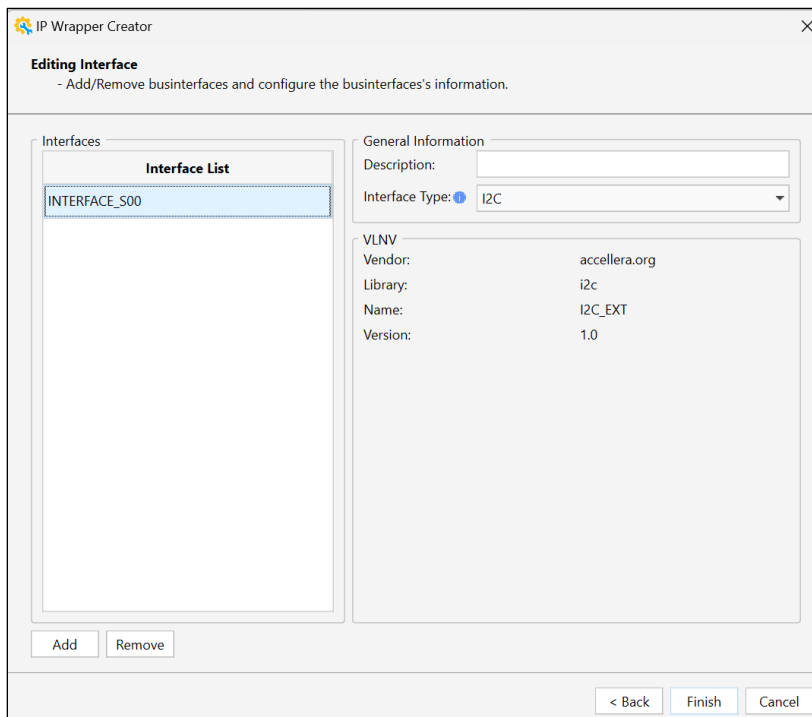 IP Wrapper Creator
Editing Interface
- Add/Remove businterfaces and configure the businterfaces's information.
Interfaces
Interface List
INTERFACE_S00
Add
Remove
General Information
Description:
Interface Type:
I2C
VLNV
Vendor: accellera.org
Library: i2c
Name: I2C_EXT
Version: 1.0
< Back
Finish
Cancel